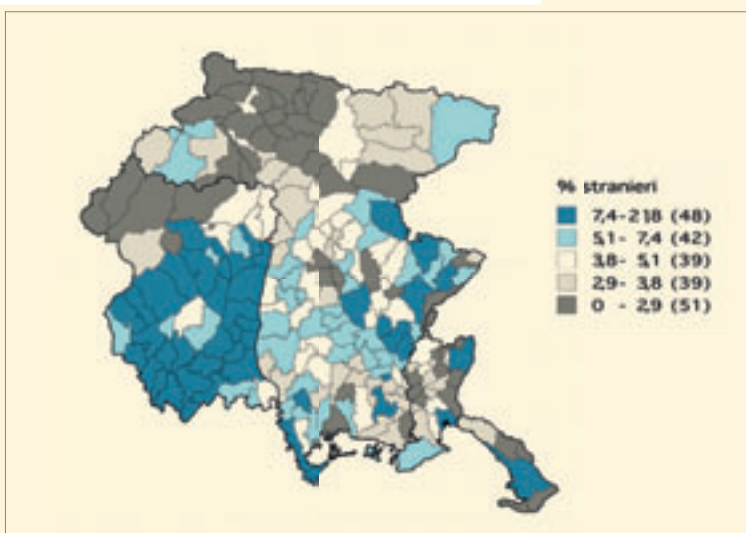 % stranieri
7,4-21,8 (48)
5,1- 7,4 (42)
3,8- 5,1 (39)
2,9- 3,8 (39)
0 - 2,9 (51)